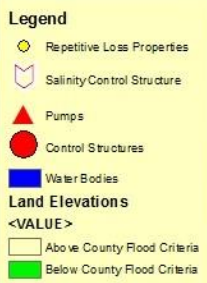 Legend
Repetitive Loss Properties
Salinity Control Structure
Pumps
Control Structures
Water Bodies
Land Elevations
<VALUE>
Above County Flood Criteria
Below County Flood Criteria